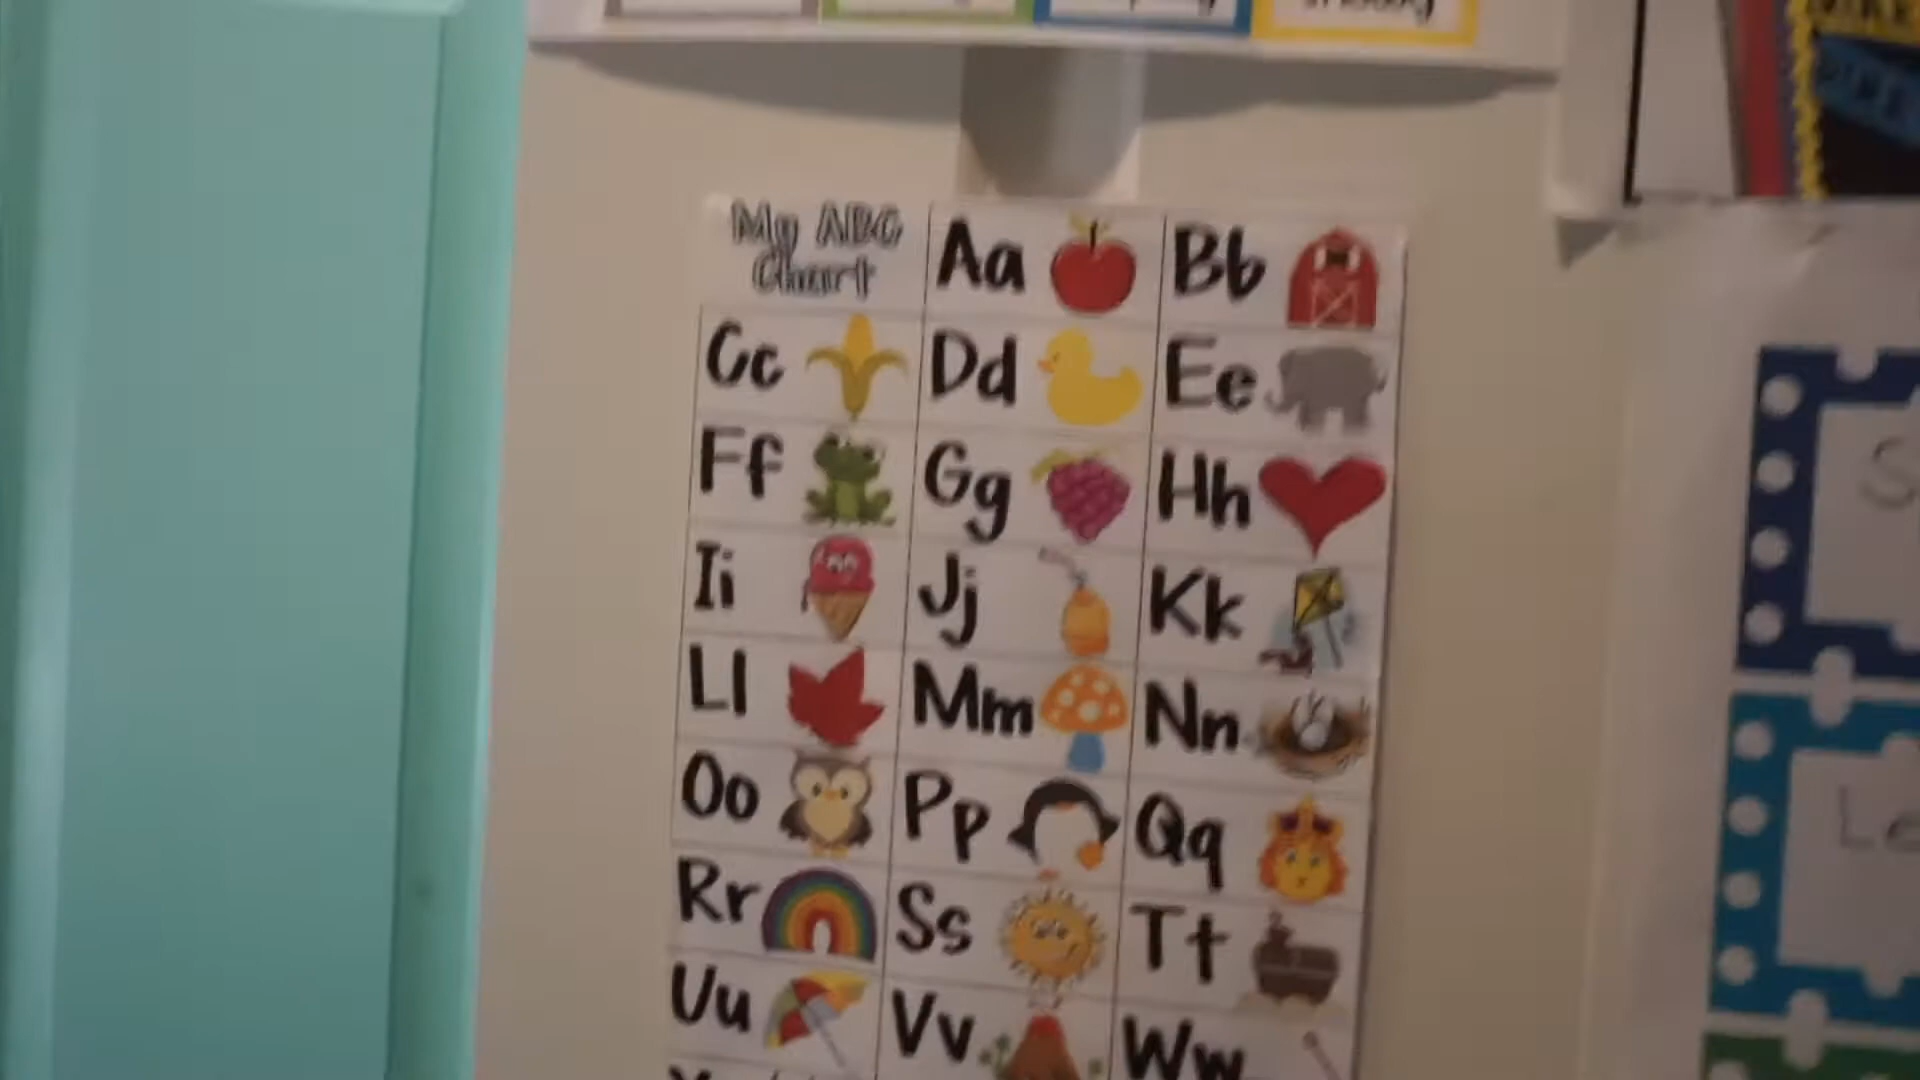 My ABC
Chart
Aa
Bb
Cc
Dd
Ee
Ff
Gg
Hh
Ii
Jj
Kk
Ll
Mm
Nn
Oo
Pp
Qq
Rr
Ss
Tt
Uu
Vv
Ww